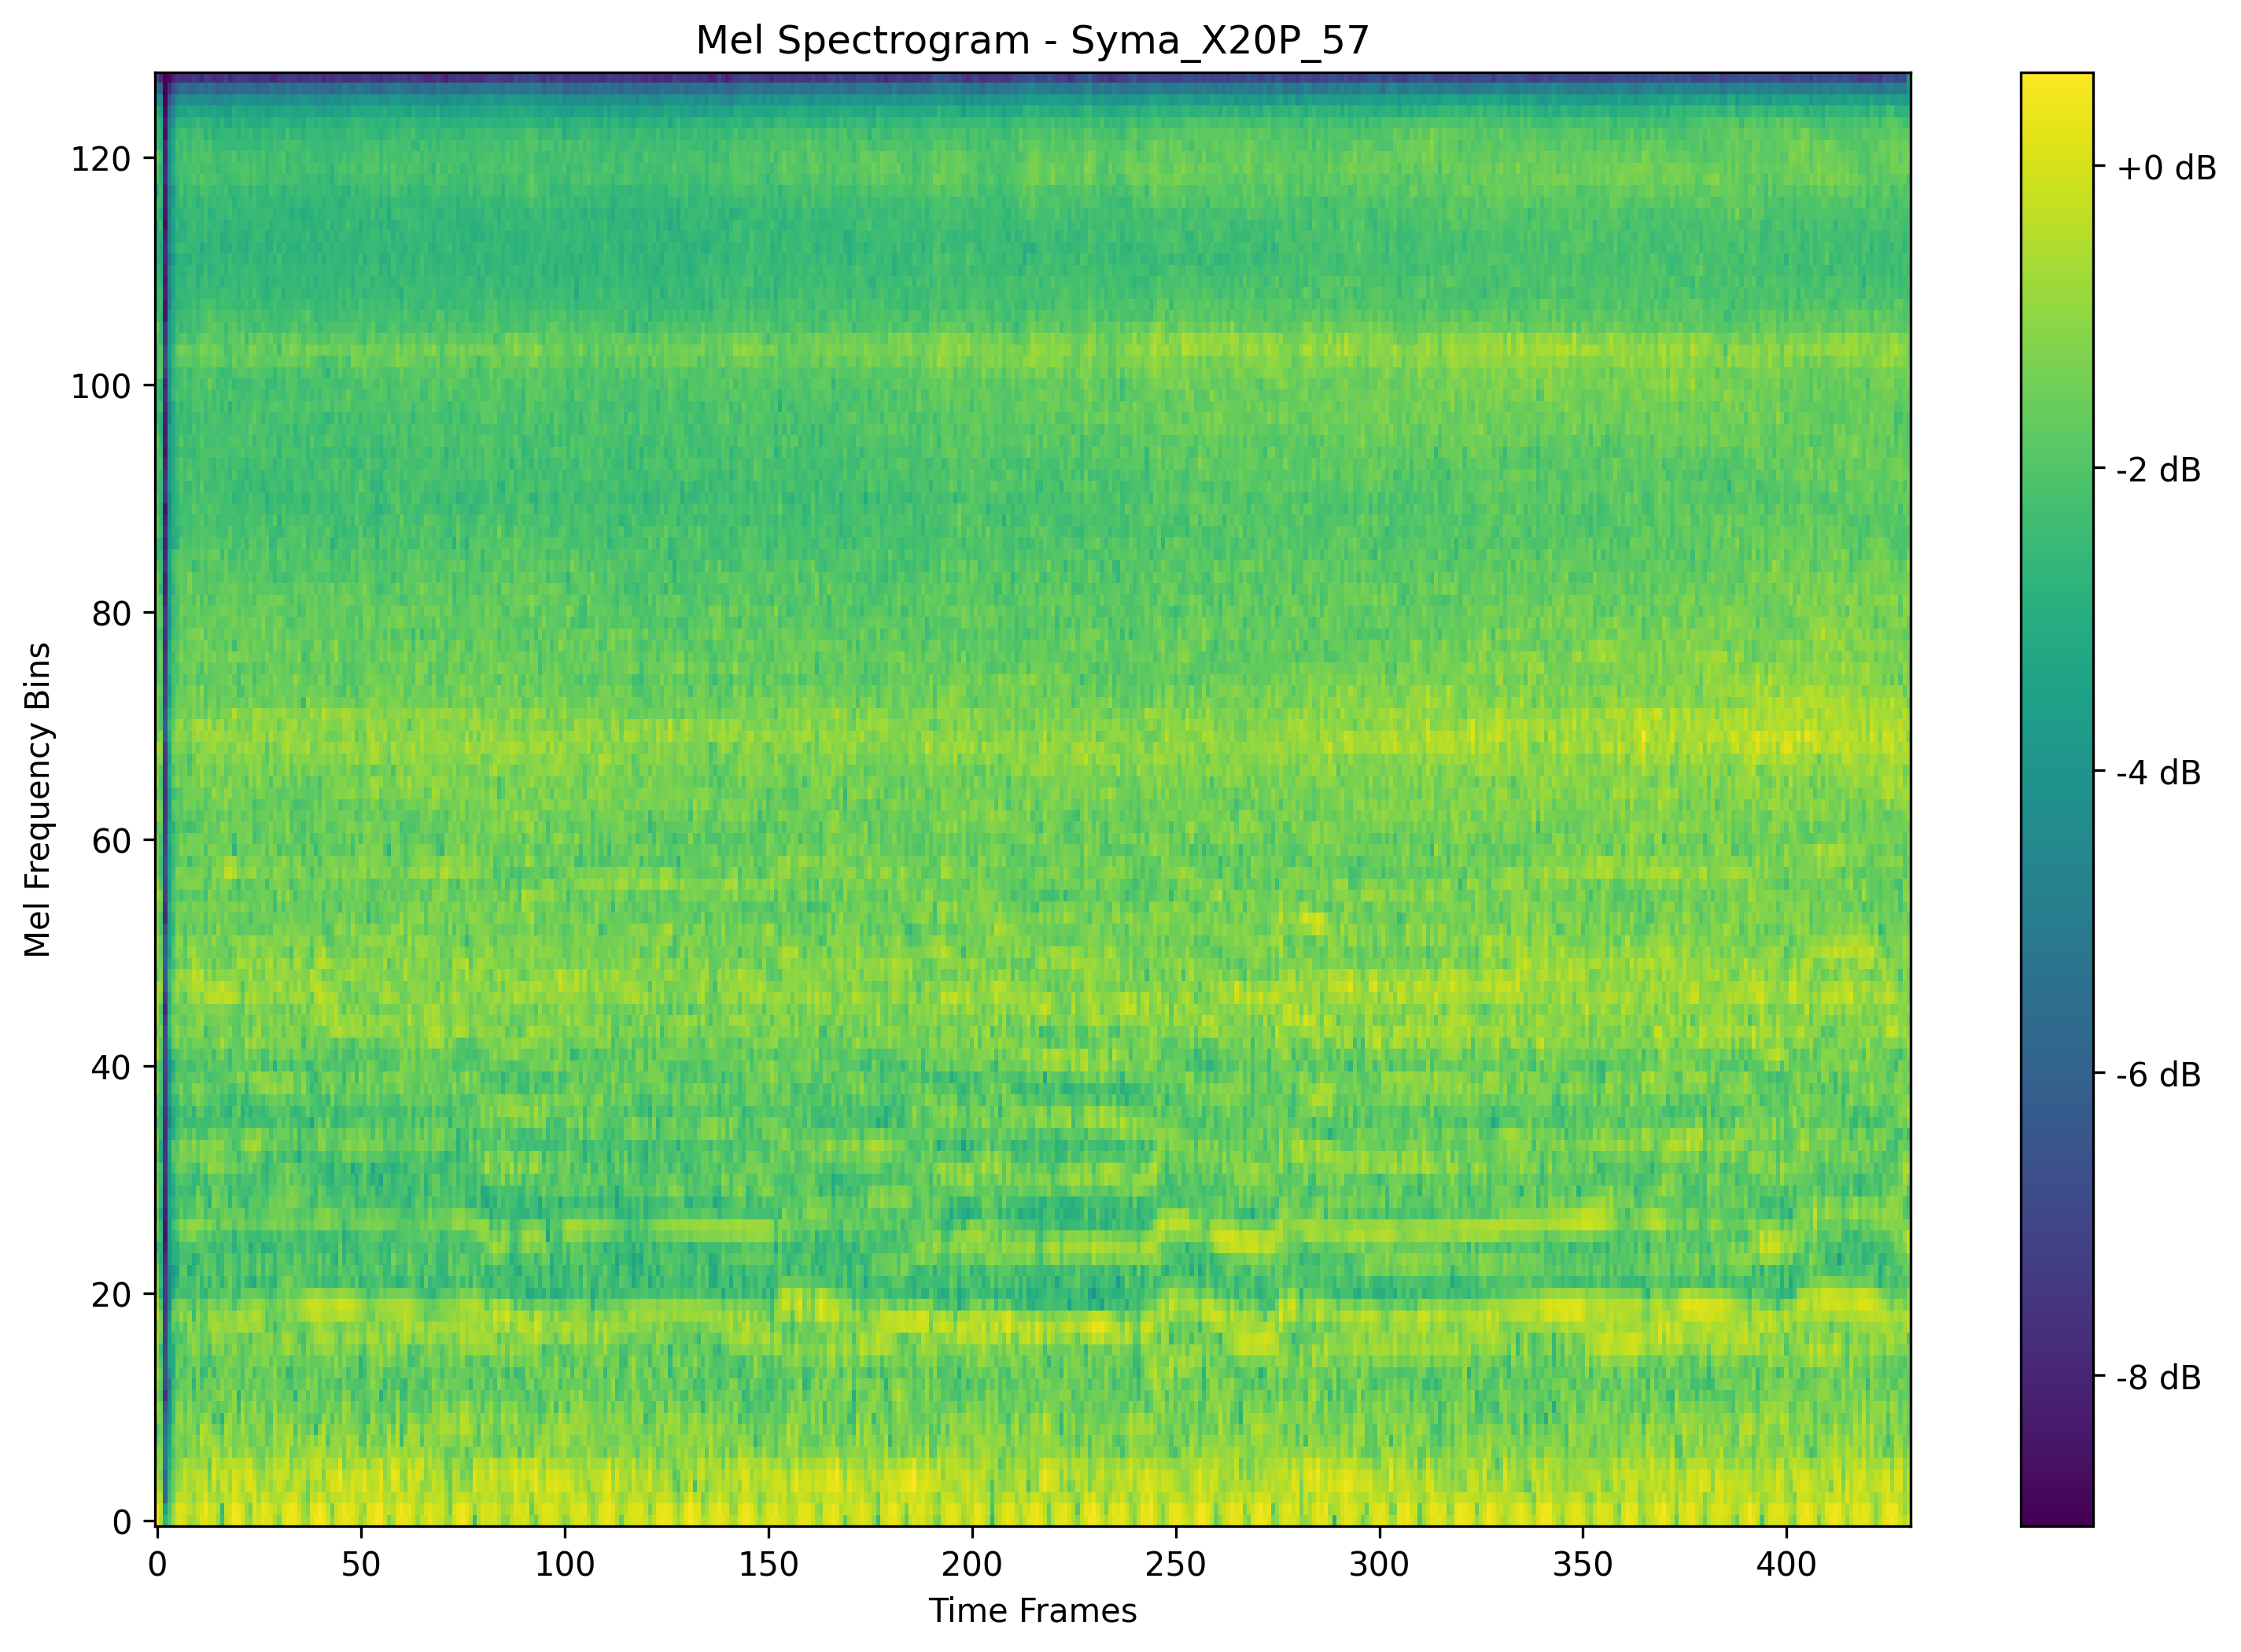 Mel Spectrogram - Syma_X20P_57
Mel Frequency Bins
120
100
80
60
40
20
0
0 50 100 150 200 250 300 350 400
Time Frames
+0 dB
-2 dB
-4 dB
-6 dB
-8 dB